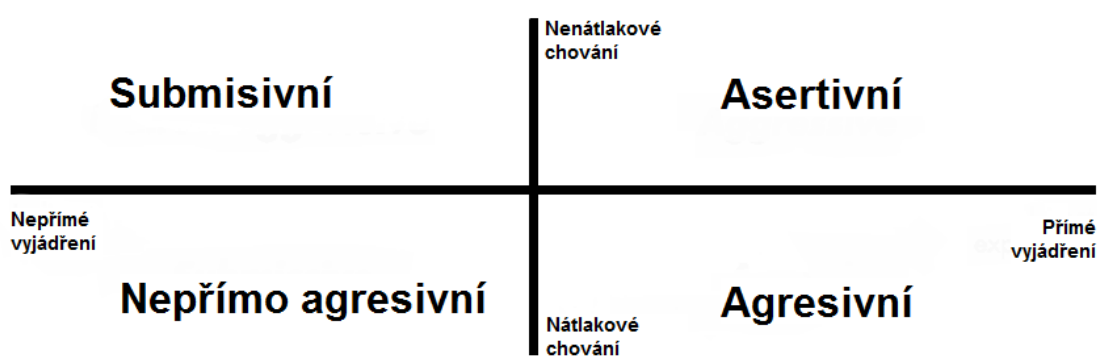 Nenátlakové
chování
Submisivní
Asertivní
Nepřímé
vyjádření
Přímé
vyjádření
Nepřímo agresivní
Agresivní
Nátlakové
chování